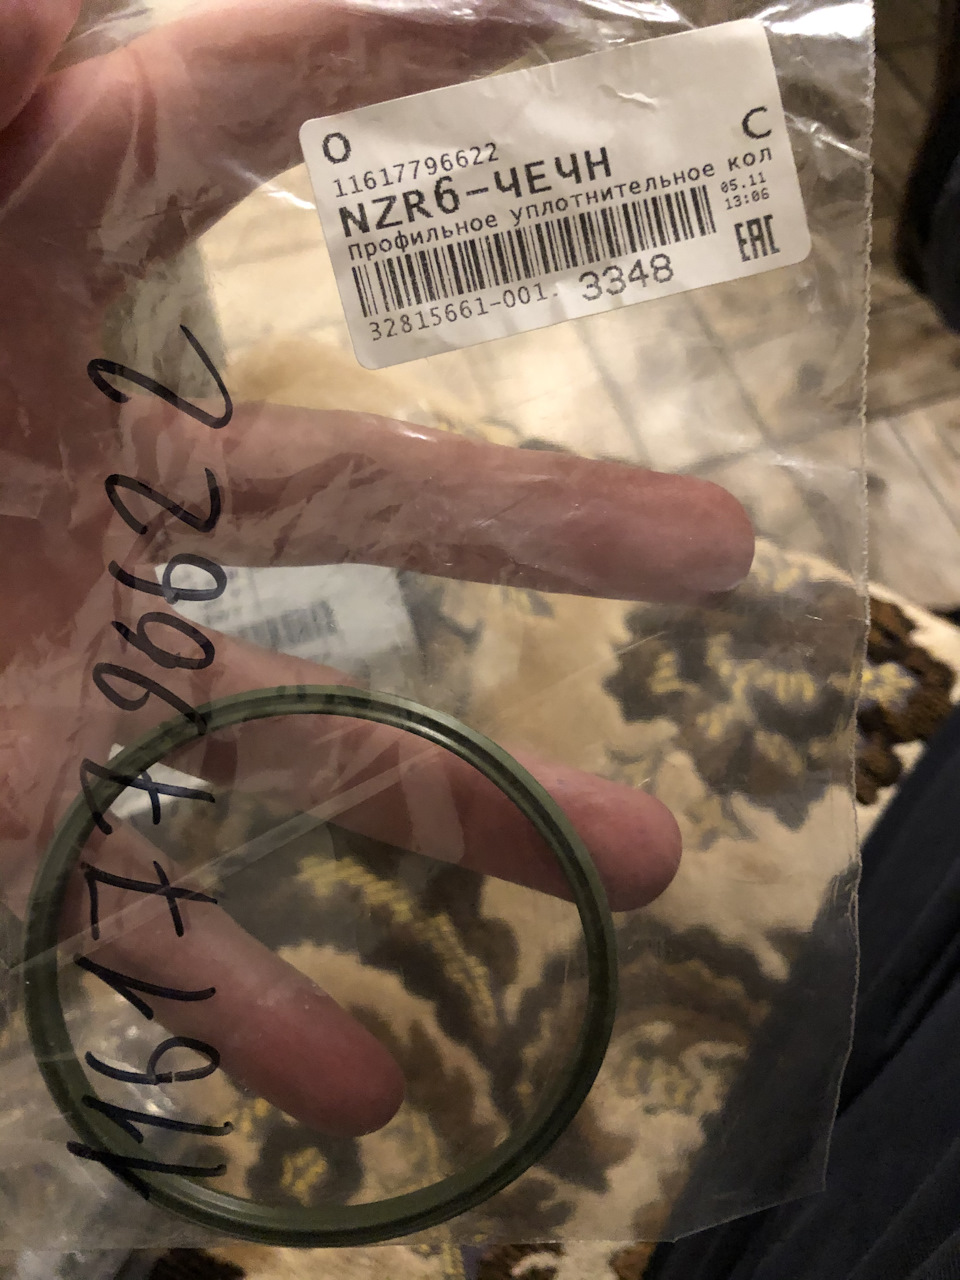 O
C
11617796622
NZR6-ЧЕЧН
Профильное уплотнительное кол
05.11
13:06
EAC
32815661-001. 3348
11617796622